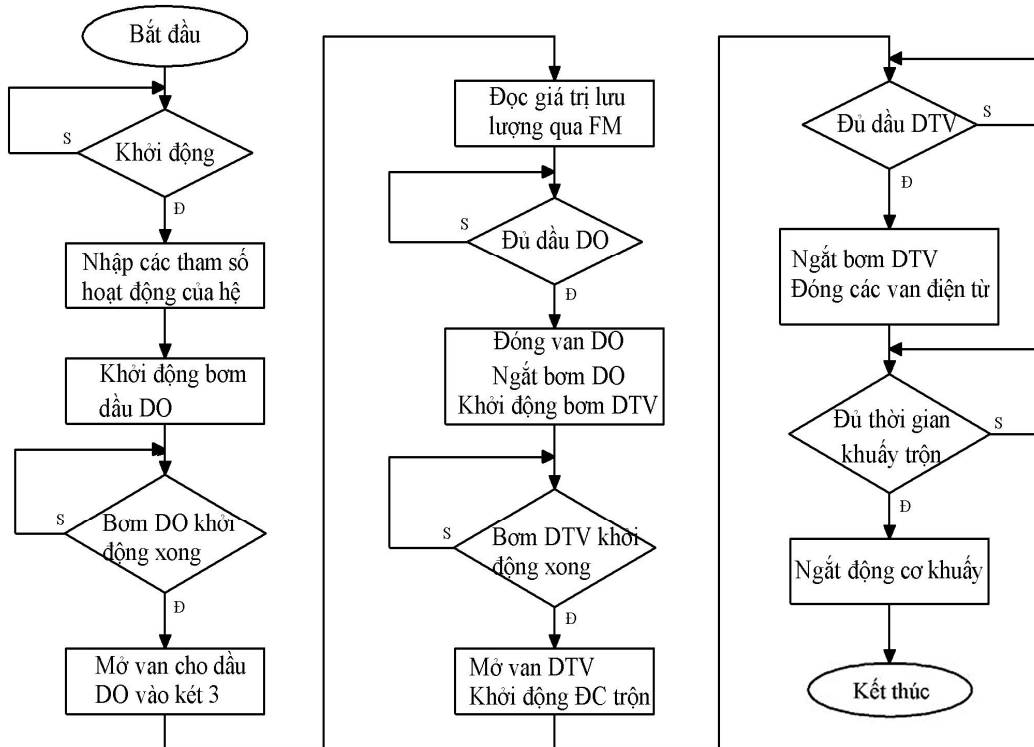 Bắt đầu
S
Khởi động
Đ
Nhập các tham số
hoạt động của hệ
Khởi động bơm
dầu DO
S
Bơm DO khởi
động xong
Đ
Mở van cho dầu
DO vào két 3
Đọc giá trị lưu
lượng qua FM
S
Đủ dầu DO
Đ
Đóng van DO
Ngắt bơm DO
Khởi động bơm DTV
S
Bơm DTV khởi
động xong
Đ
Mở van DTV
Khởi động ĐC trộn
Đủ dầu DTV
S
Đ
Ngắt bơm DTV
Đóng các van điện từ
Đủ thời gian
khuấy trộn
S
Đ
Ngắt động cơ khuấy
Kết thúc